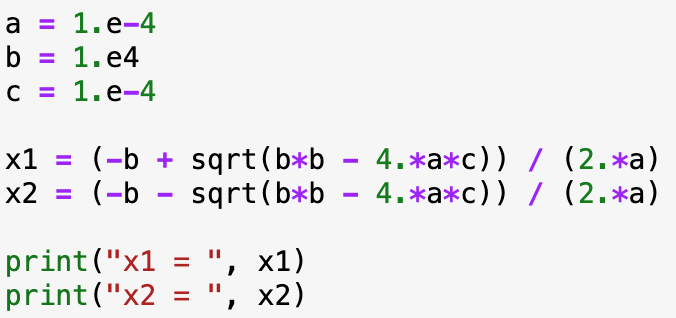 a = 1.e-4
b = 1.e4
c = 1.e-4
x1 = (-b + sqrt(b*b - 4.*a*c)) / (2.*a)
x2 = (-b - sqrt(b*b - 4.*a*c)) / (2.*a)
print("x1 = ", x1)
print("x2 = ", x2)